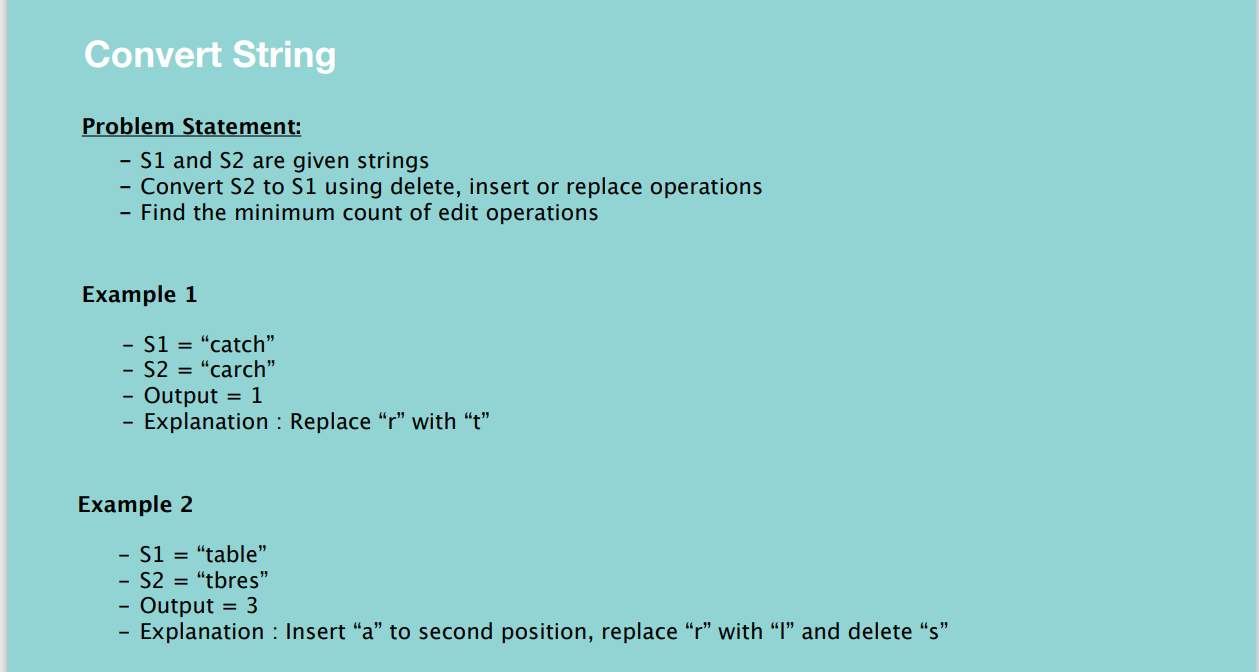 Convert String
Problem Statement:
– S1 and S2 are given strings
– Convert S2 to S1 using delete, insert or replace operations
– Find the minimum count of edit operations
Example 1
– S1 = “catch”
– S2 = “carch”
– Output = 1
– Explanation : Replace “r” with “t”
Example 2
– S1 = “table”
– S2 = “tbres”
– Output = 3
– Explanation : Insert “a” to second position, replace “r” with “l” and delete “s”